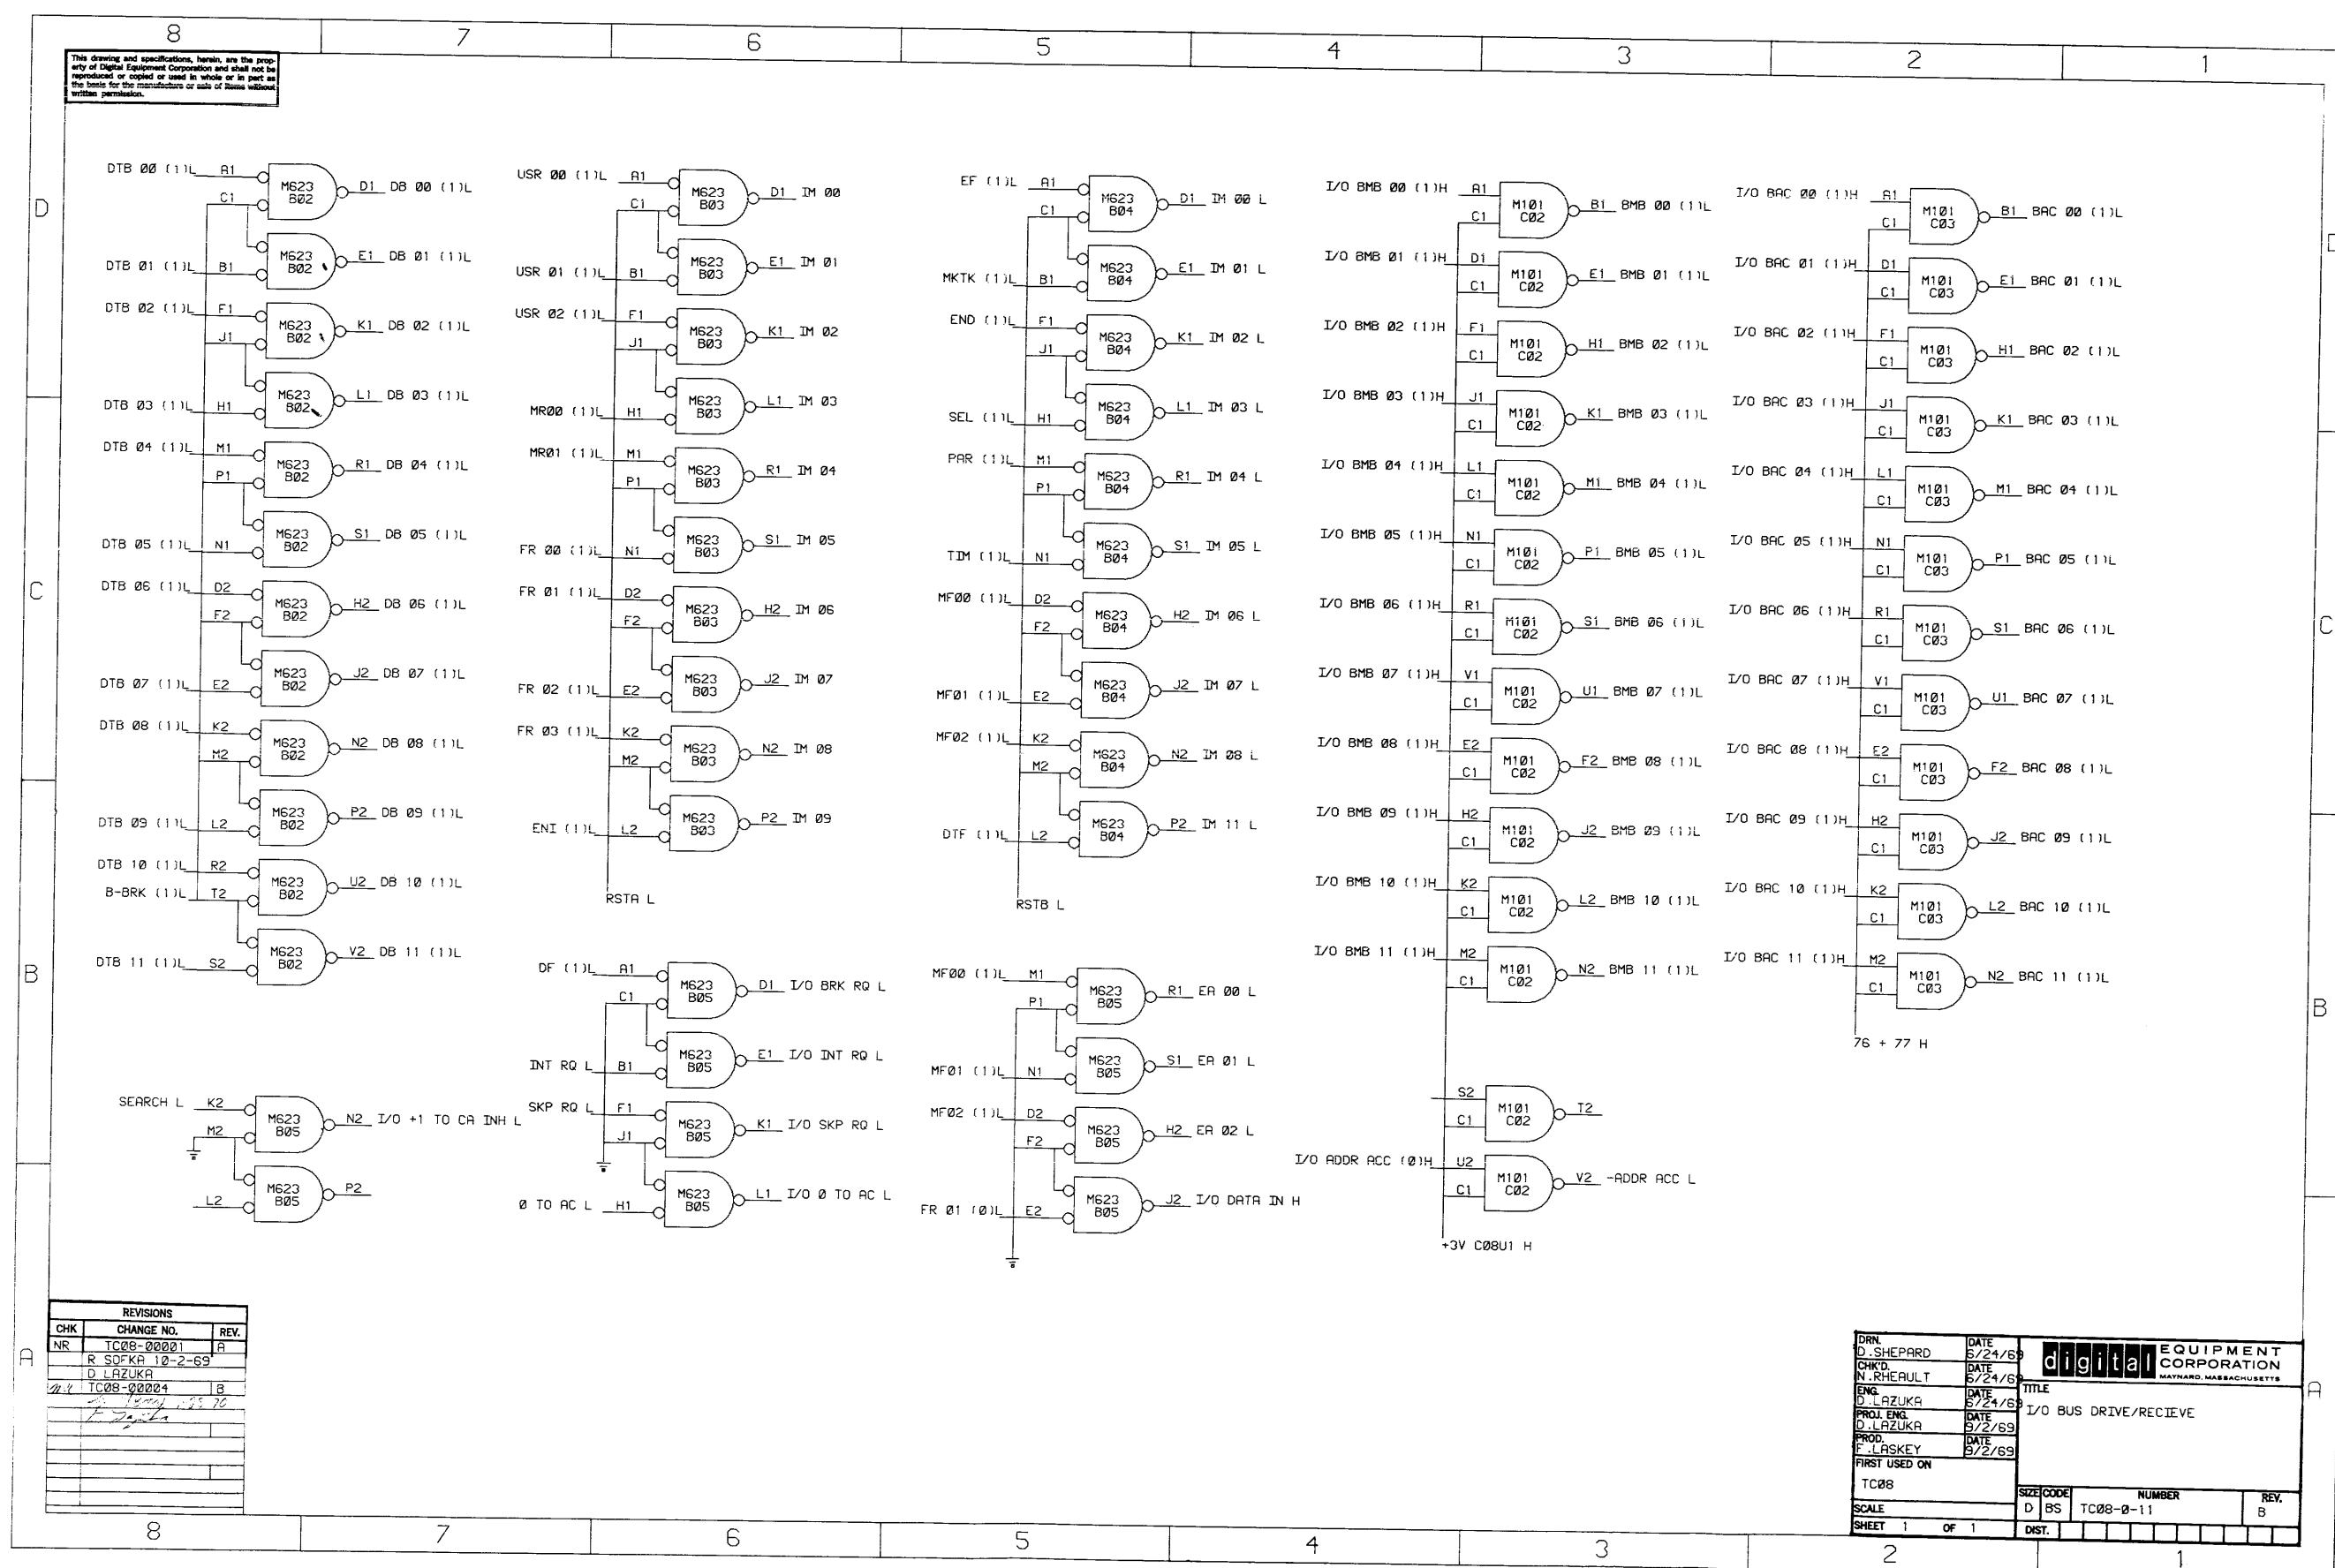 8 7 6 5 4 3 2 1
This drawing and specifications, herein, are the prop-
erty of Digital Equipment Corporation and shall not be
reproduced or copied or used in whole or in part as
the basis for the manufacture or sale of items without
written permission.
D
C
B
A
DTB 00 (1)L A1 C1 M623 B02 D1 DB 00 (1)L
DTB 01 (1)L B1 M623 B02 E1 DB 01 (1)L
DTB 02 (1)L F1 J1 M623 B02 K1 DB 02 (1)L
DTB 03 (1)L H1 M623 B02 L1 DB 03 (1)L
DTB 04 (1)L M1 P1 M623 B02 R1 DB 04 (1)L
DTB 05 (1)L N1 M623 B02 S1 DB 05 (1)L
DTB 06 (1)L D2 F2 M623 B02 H2 DB 06 (1)L
DTB 07 (1)L E2 M623 B02 J2 DB 07 (1)L
DTB 08 (1)L K2 M2 M623 B02 N2 DB 08 (1)L
DTB 09 (1)L L2 M623 B02 P2 DB 09 (1)L
DTB 10 (1)L R2 M623 B02 U2 DB 10 (1)L
B-BRK (1)L T2
DTB 11 (1)L S2 M623 B02 V2 DB 11 (1)L
SEARCH L K2 M2 M623 B05 N2 I/O +1 TO CA INH L
L2 M623 B05 P2
USR 00 (1)L A1 C1 M623 B03 D1 IM 00
USR 01 (1)L B1 M623 B03 E1 IM 01
USR 02 (1)L F1 J1 M623 B03 K1 IM 02
MR00 (1)L H1 M623 B03 L1 IM 03
MR01 (1)L M1 P1 M623 B03 R1 IM 04
FR 00 (1)L N1 M623 B03 S1 IM 05
FR 01 (1)L D2 F2 M623 B03 H2 IM 06
FR 02 (1)L E2 M623 B03 J2 IM 07
FR 03 (1)L K2 M2 M623 B03 N2 IM 08
ENI (1)L L2 M623 B03 P2 IM 09
RSTA L
DF (1)L A1 C1 M623 B05 D1 I/O BRK RQ L
INT RQ L B1 M623 B05 E1 I/O INT RQ L
SKP RQ L F1 J1 M623 B05 K1 I/O SKP RQ L
0 TO AC L H1 M623 B05 L1 I/O 0 TO AC L
EF (1)L A1 C1 M623 B04 D1 IM 00 L
MKTK (1)L B1 M623 B04 E1 IM 01 L
END (1)L F1 J1 M623 B04 K1 IM 02 L
SEL (1)L H1 M623 B04 L1 IM 03 L
PAR (1)L M1 P1 M623 B04 R1 IM 04 L
TIM (1)L N1 M623 B04 S1 IM 05 L
MF00 (1)L D2 F2 M623 B04 H2 IM 06 L
MF01 (1)L E2 M623 B04 J2 IM 07 L
MF02 (1)L K2 M2 M623 B04 N2 IM 08 L
DTF (1)L L2 M623 B04 P2 IM 11 L
RSTB L
MF00 (1)L M1 P1 M623 B05 R1 EA 00 L
MF01 (1)L N1 M623 B05 S1 EA 01 L
MF02 (1)L D2 F2 M623 B05 H2 EA 02 L
FR 01 (0)L E2 M623 B05 J2 I/O DATA IN H
I/O BMB 00 (1)H A1 C1 M101 C02 B1 BMB 00 (1)L
I/O BMB 01 (1)H D1 C1 M101 C02 E1 BMB 01 (1)L
I/O BMB 02 (1)H F1 C1 M101 C02 H1 BMB 02 (1)L
I/O BMB 03 (1)H J1 C1 M101 C02 K1 BMB 03 (1)L
I/O BMB 04 (1)H L1 C1 M101 C02 M1 BMB 04 (1)L
I/O BMB 05 (1)H N1 C1 M101 C02 P1 BMB 05 (1)L
I/O BMB 06 (1)H R1 C1 M101 C02 S1 BMB 06 (1)L
I/O BMB 07 (1)H V1 C1 M101 C02 U1 BMB 07 (1)L
I/O BMB 08 (1)H E2 C1 M101 C02 F2 BMB 08 (1)L
I/O BMB 09 (1)H H2 C1 M101 C02 J2 BMB 09 (1)L
I/O BMB 10 (1)H K2 C1 M101 C02 L2 BMB 10 (1)L
I/O BMB 11 (1)H M2 C1 M101 C02 N2 BMB 11 (1)L
S2 C1 M101 C02 T2
I/O ADDR ACC (0)H U2 C1 M101 C02 V2 -ADDR ACC L
+3V C08U1 H
I/O BAC 00 (1)H A1 C1 M101 C03 B1 BAC 00 (1)L
I/O BAC 01 (1)H D1 C1 M101 C03 E1 BAC 01 (1)L
I/O BAC 02 (1)H F1 C1 M101 C03 H1 BAC 02 (1)L
I/O BAC 03 (1)H J1 C1 M101 C03 K1 BAC 03 (1)L
I/O BAC 04 (1)H L1 C1 M101 C03 M1 BAC 04 (1)L
I/O BAC 05 (1)H N1 C1 M101 C03 P1 BAC 05 (1)L
I/O BAC 06 (1)H R1 C1 M101 C03 S1 BAC 06 (1)L
I/O BAC 07 (1)H V1 C1 M101 C03 U1 BAC 07 (1)L
I/O BAC 08 (1)H E2 C1 M101 C03 F2 BAC 08 (1)L
I/O BAC 09 (1)H H2 C1 M101 C03 J2 BAC 09 (1)L
I/O BAC 10 (1)H K2 C1 M101 C03 L2 BAC 10 (1)L
I/O BAC 11 (1)H M2 C1 M101 C03 N2 BAC 11 (1)L
76 + 77 H
C
B
A
REVISIONS
CHK CHANGE NO. REV.
NR TC08-00001 A
R SOFKA 10-2-69
D LAZUKA
TC08-00004 B
DRN. D.SHEPARD DATE 6/24/69
CHK'D. N.RHEAULT DATE 6/24/69
ENG. D.LAZUKA DATE 6/24/69
PROJ. ENG. D.LAZUKA DATE 9/2/69
PROD. F.LASKEY DATE 9/2/69
FIRST USED ON
TC08
SCALE
SHEET 1 OF 1
digital EQUIPMENT
CORPORATION
MAYNARD, MASSACHUSETTS
TITLE
I/O BUS DRIVE/RECIEVE
SIZE CODE NUMBER REV.
D BS TC08-0-11 B
DIST.
8 7 6 5 4 3 2 1